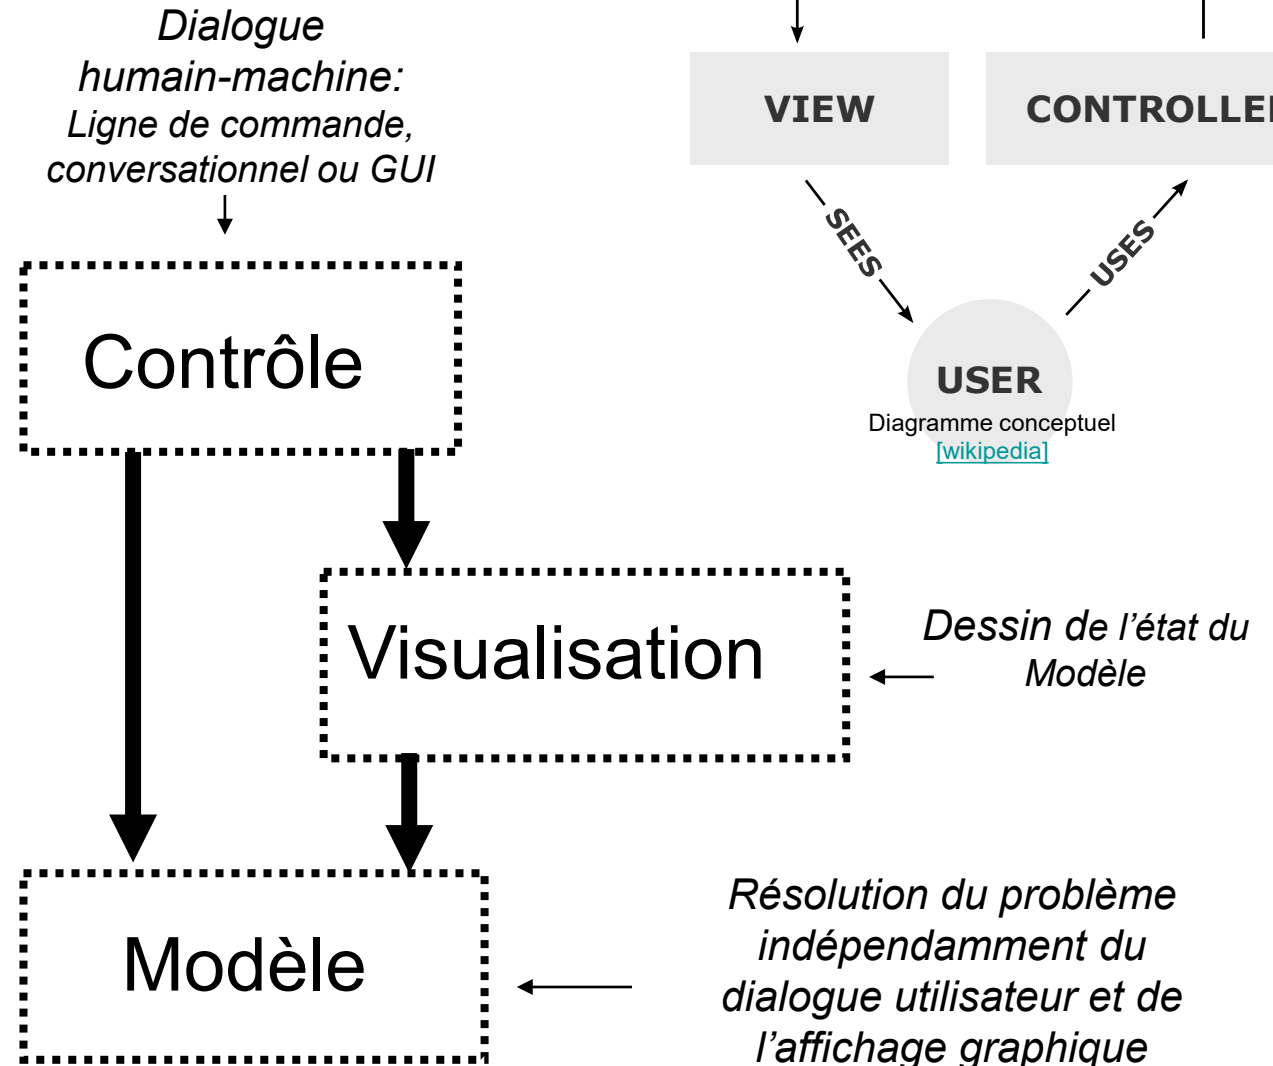 Dialogue
humain-machine:
Ligne de commande,
conversationnel ou GUI
Contrôle
Visualisation
Modèle
VIEW
SEES
USES
USER
Diagramme conceptuel
[wikipedia]
Dessin de l’état du
Modèle
Résolution du problème
indépendamment du
dialogue utilisateur et de
l’affichage graphique